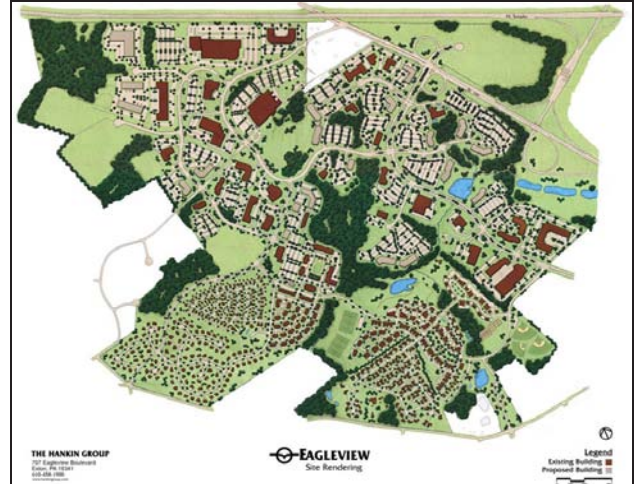 THE HANKIN GROUP
707 Eagleview Boulevard
Exton, PA 19341
EAGLEVIEW
Site Rendering
Legend
Existing Building
Proposed Building